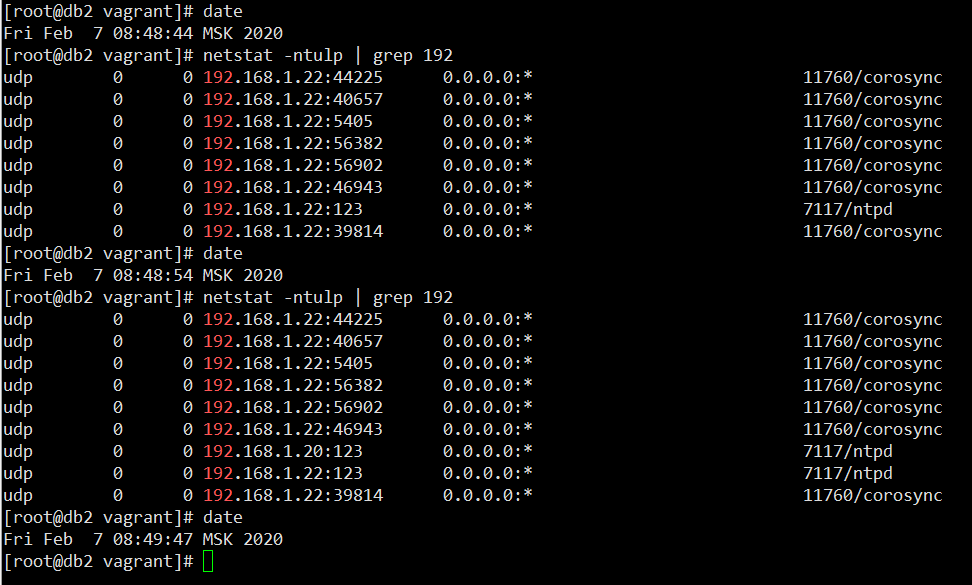 [root@db2 vagrant]# date
Fri Feb  7 08:48:44 MSK 2020
[root@db2 vagrant]# netstat -ntulp | grep 192
udp        0      0 192.168.1.22:44225      0.0.0.0:*                           11760/corosync
udp        0      0 192.168.1.22:40657      0.0.0.0:*                           11760/corosync
udp        0      0 192.168.1.22:5405       0.0.0.0:*                           11760/corosync
udp        0      0 192.168.1.22:56382      0.0.0.0:*                           11760/corosync
udp        0      0 192.168.1.22:56902      0.0.0.0:*                           11760/corosync
udp        0      0 192.168.1.22:46943      0.0.0.0:*                           11760/corosync
udp        0      0 192.168.1.22:123        0.0.0.0:*                           7117/ntpd
udp        0      0 192.168.1.22:39814      0.0.0.0:*                           11760/corosync
[root@db2 vagrant]# date
Fri Feb  7 08:48:54 MSK 2020
[root@db2 vagrant]# netstat -ntulp | grep 192
udp        0      0 192.168.1.22:44225      0.0.0.0:*                           11760/corosync
udp        0      0 192.168.1.22:40657      0.0.0.0:*                           11760/corosync
udp        0      0 192.168.1.22:5405       0.0.0.0:*                           11760/corosync
udp        0      0 192.168.1.22:56382      0.0.0.0:*                           11760/corosync
udp        0      0 192.168.1.22:56902      0.0.0.0:*                           11760/corosync
udp        0      0 192.168.1.22:46943      0.0.0.0:*                           11760/corosync
udp        0      0 192.168.1.20:123        0.0.0.0:*                           7117/ntpd
udp        0      0 192.168.1.22:123        0.0.0.0:*                           7117/ntpd
udp        0      0 192.168.1.22:39814      0.0.0.0:*                           11760/corosync
[root@db2 vagrant]# date
Fri Feb  7 08:49:47 MSK 2020
[root@db2 vagrant]#